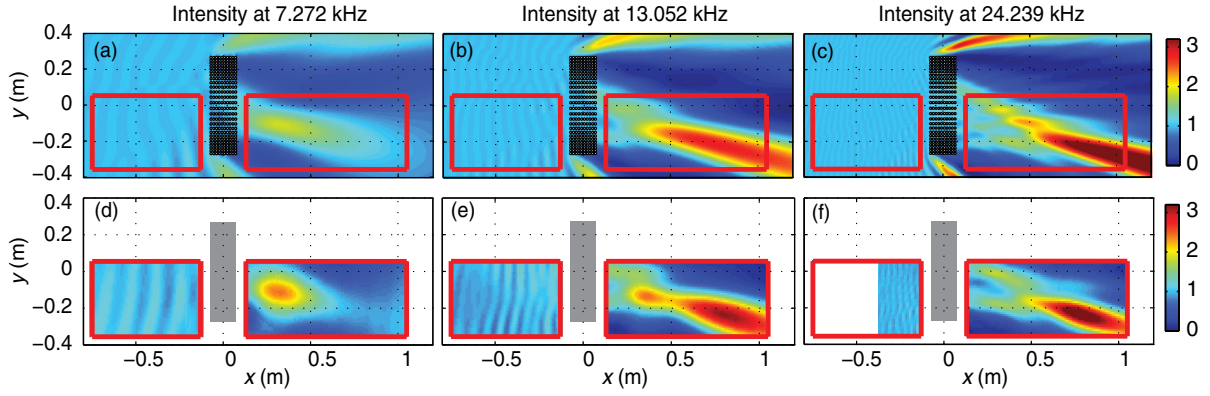 Intensity at 7.272 kHz
Intensity at 13.052 kHz
Intensity at 24.239 kHz
0.4
0.2
0
−0.2
−0.4
y (m)
(a)
(b)
(c)
3
2
1
0
0.4
0.2
0
−0.2
−0.4
y (m)
(d)
(e)
(f)
3
2
1
0
−0.5
0
0.5
1
x (m)
−0.5
0
0.5
1
x (m)
−0.5
0
0.5
1
x (m)